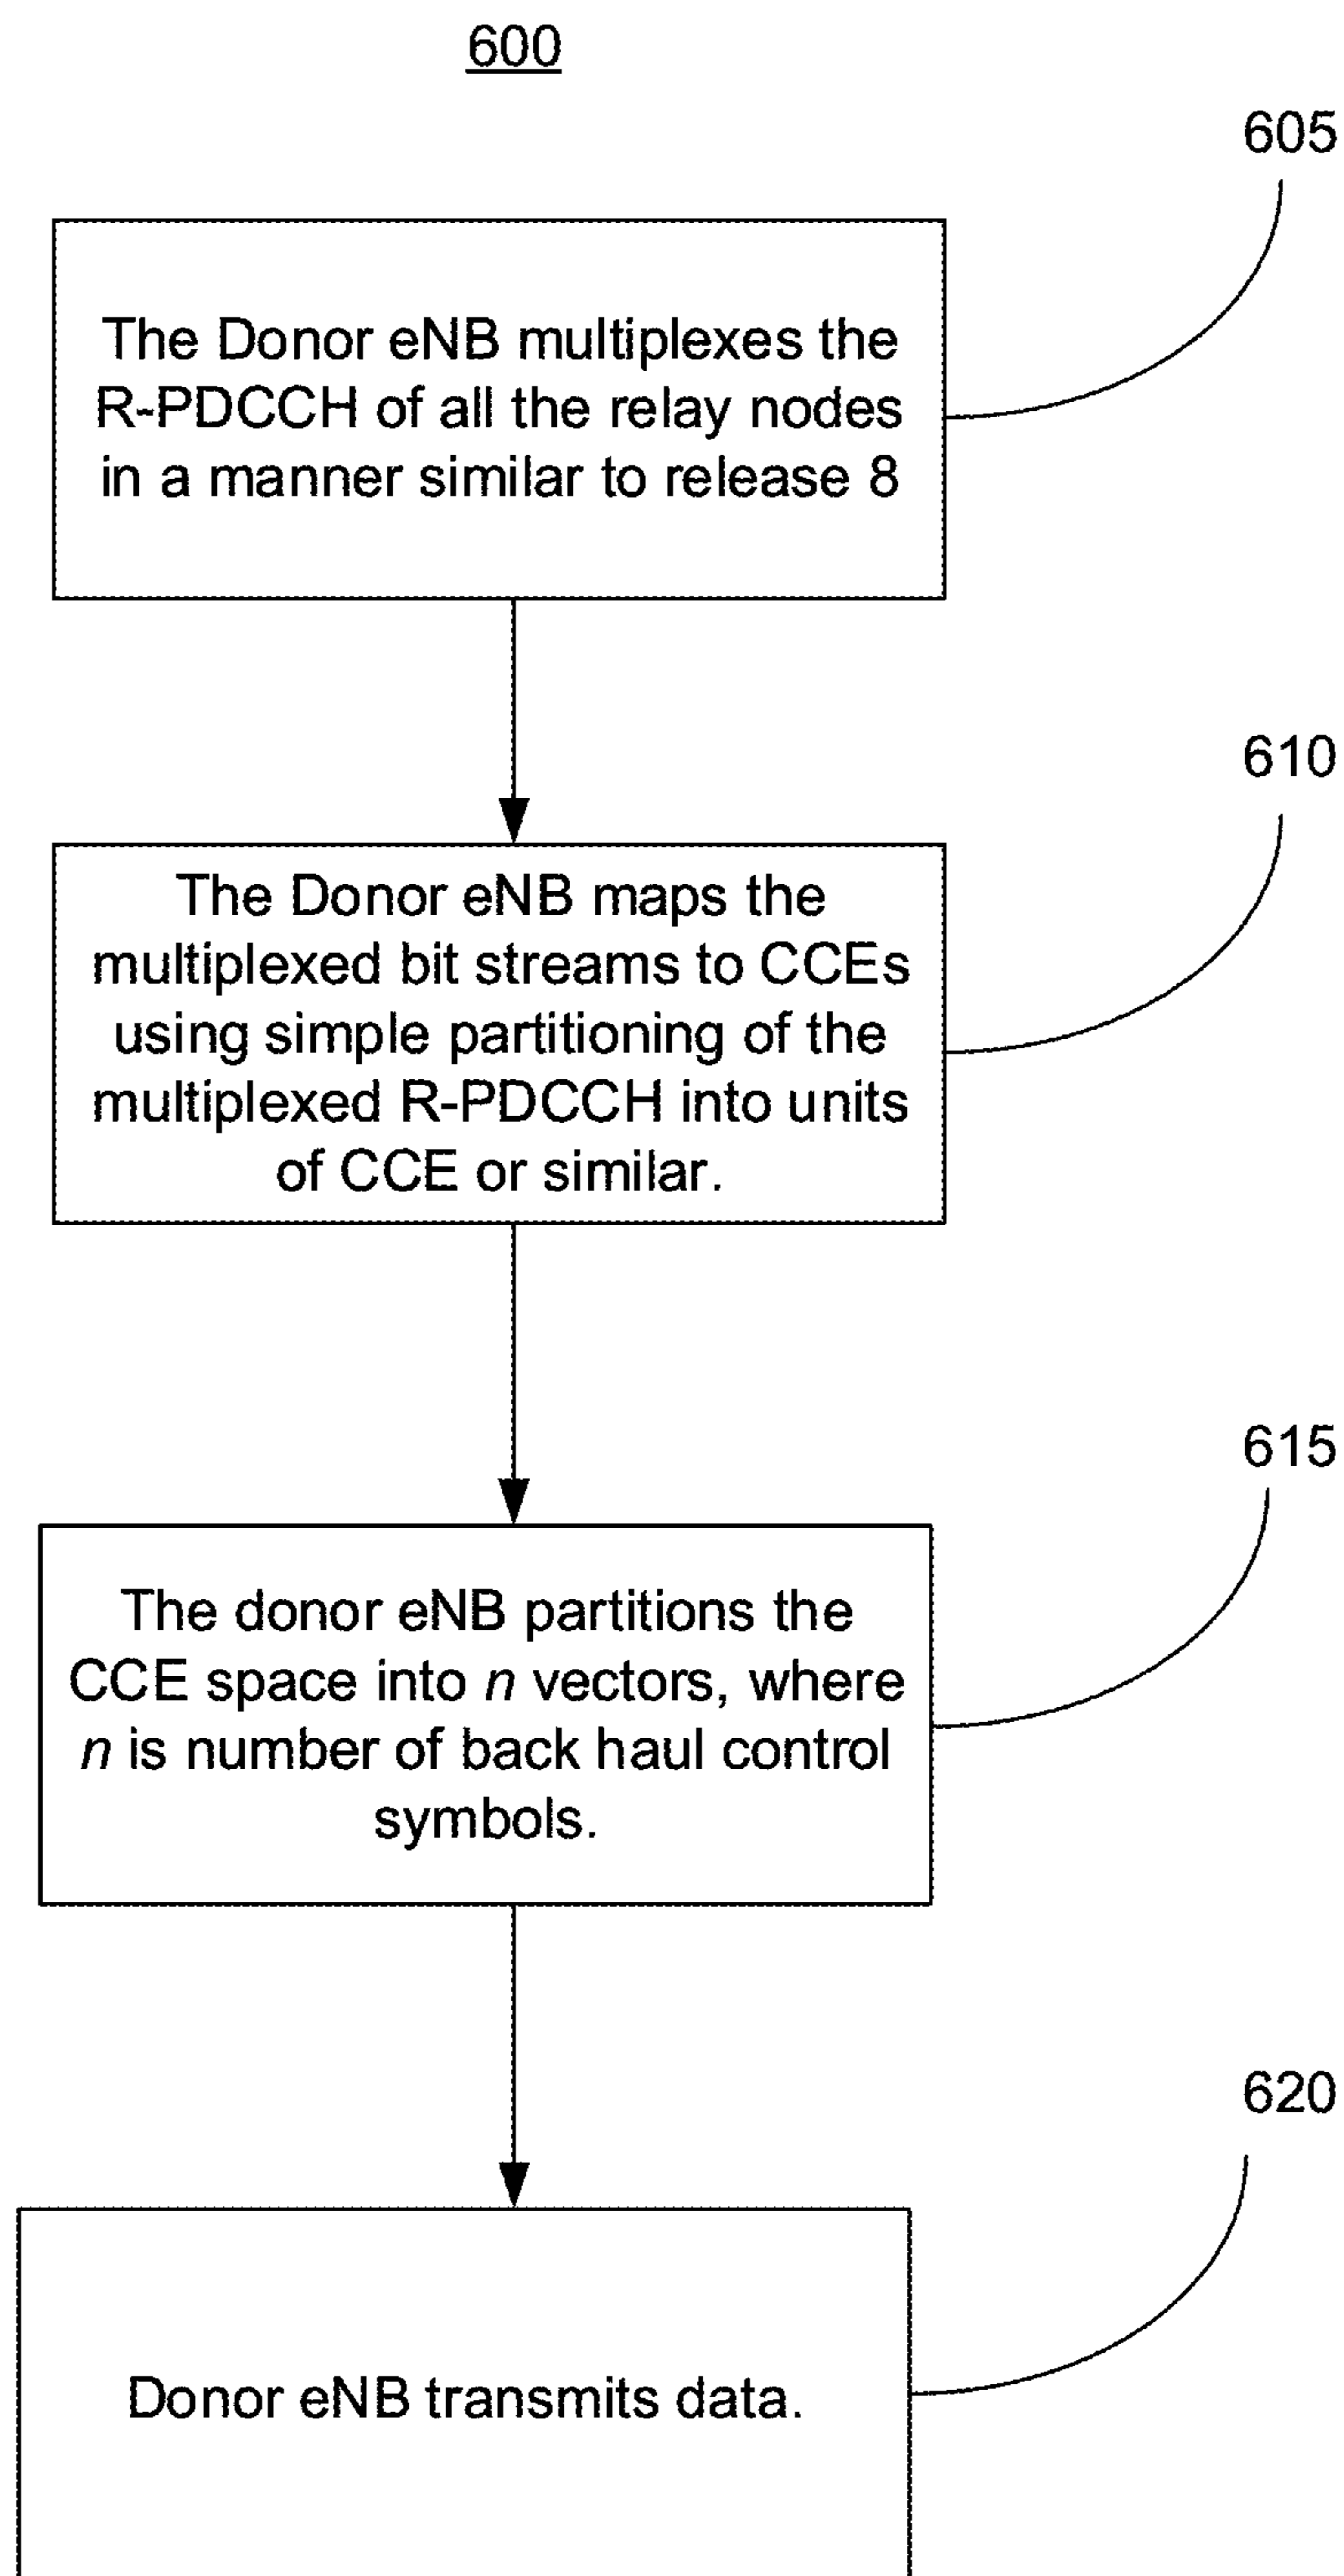 600
605
The Donor eNB multiplexes the
R-PDCCH of all the relay nodes
in a manner similar to release 8
610
The Donor eNB maps the
multiplexed bit streams to CCEs
using simple partitioning of the
multiplexed R-PDCCH into units
of CCE or similar.
615
The donor eNB partitions the
CCE space into n vectors, where
n is number of back haul control
symbols.
620
Donor eNB transmits data.